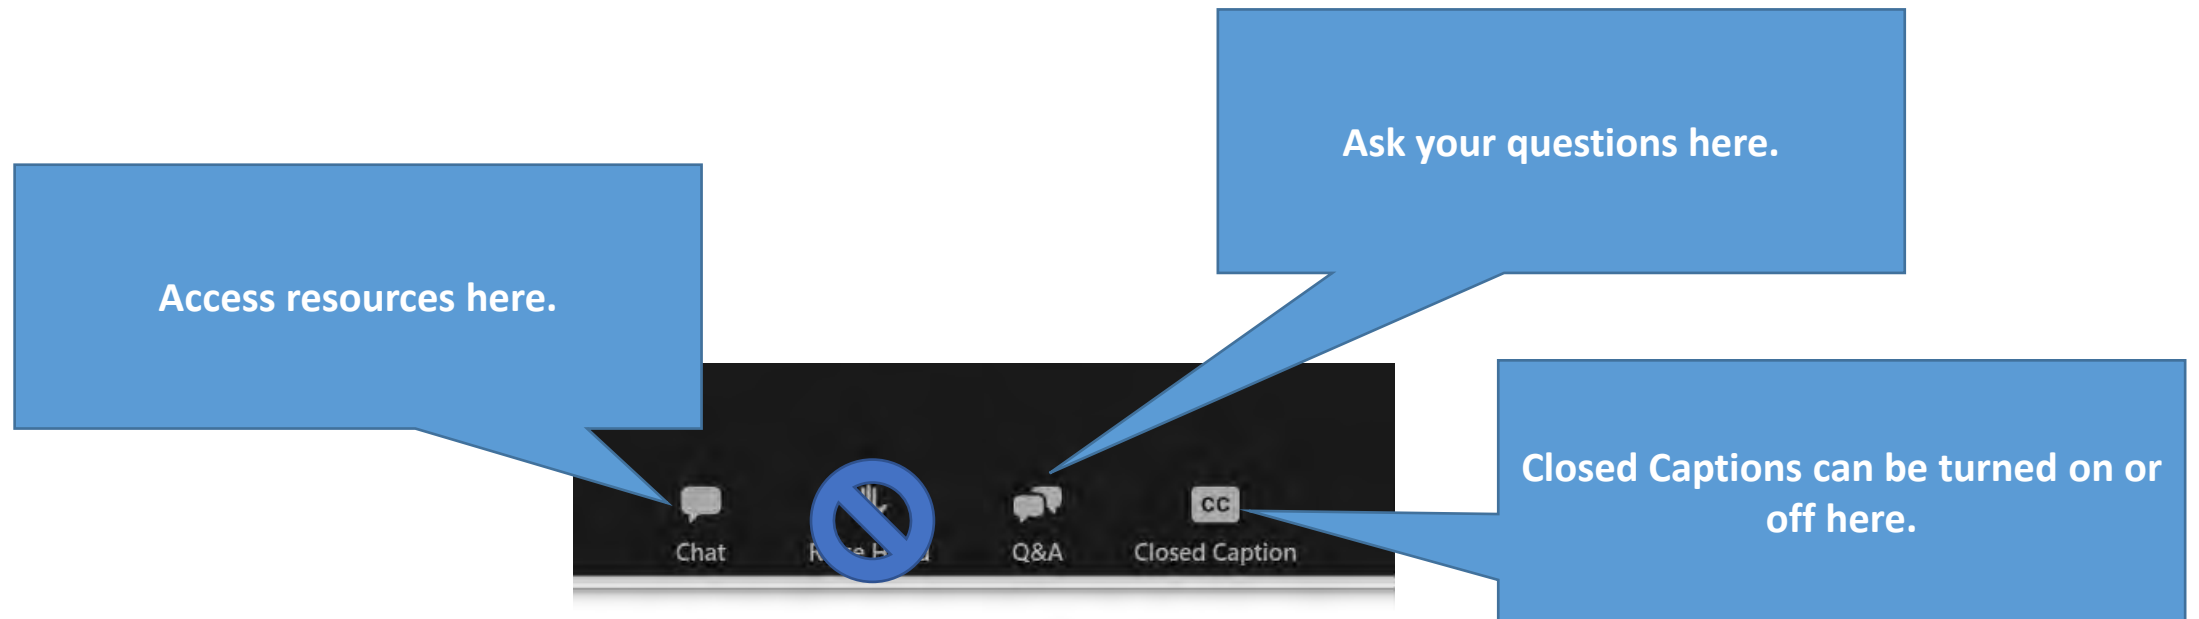 Ask your questions here.
Access resources here.
Closed Captions can be turned on or
off here.
CC
Chat
Q&A
Closed Caption